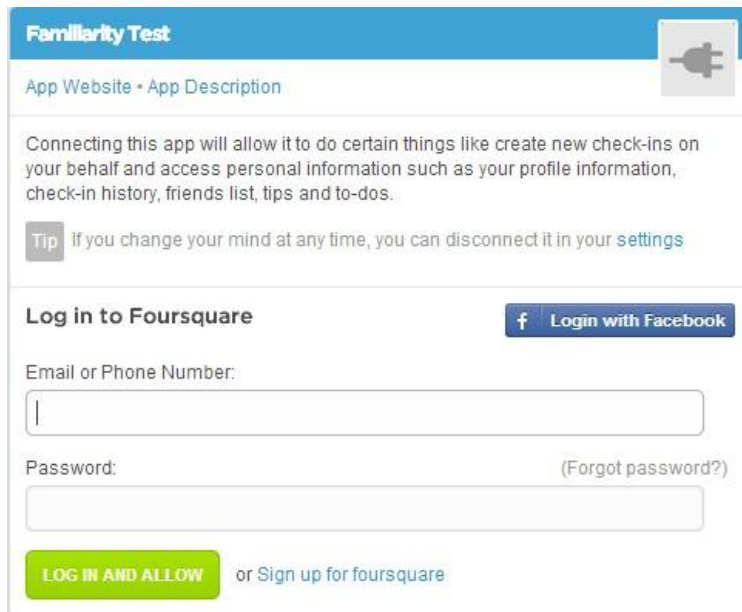 Familiarity Test
App Website • App Description
Connecting this app will allow it to do certain things like create new check-ins on
your behalf and access personal information such as your profile information,
check-in history, friends list, tips and to-dos.
Tip If you change your mind at any time, you can disconnect it in your settings
Log in to Foursquare
f Login with Facebook
Email or Phone Number:
Password:
(Forgot password?)
LOG IN AND ALLOW or Sign up for foursquare